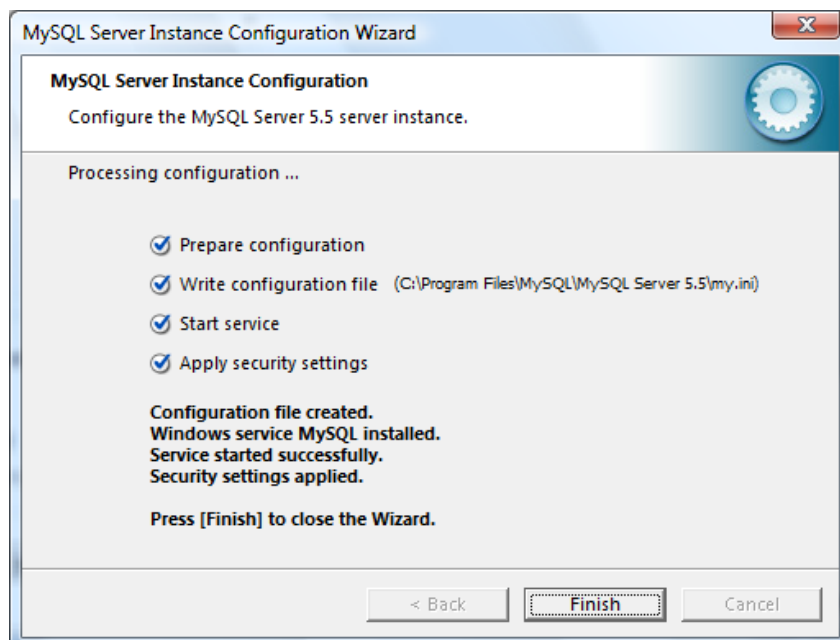 MySQL Server Instance Configuration Wizard
MySQL Server Instance Configuration
Configure the MySQL Server 5.5 server instance.
Processing configuration ...
Prepare configuration
Write configuration file (C:\Program Files\MySQL\MySQL Server 5.5\my.ini)
Start service
Apply security settings
Configuration file created.
Windows service MySQL installed.
Service started successfully.
Security settings applied.
Press [Finish] to close the Wizard.
< Back Finish Cancel